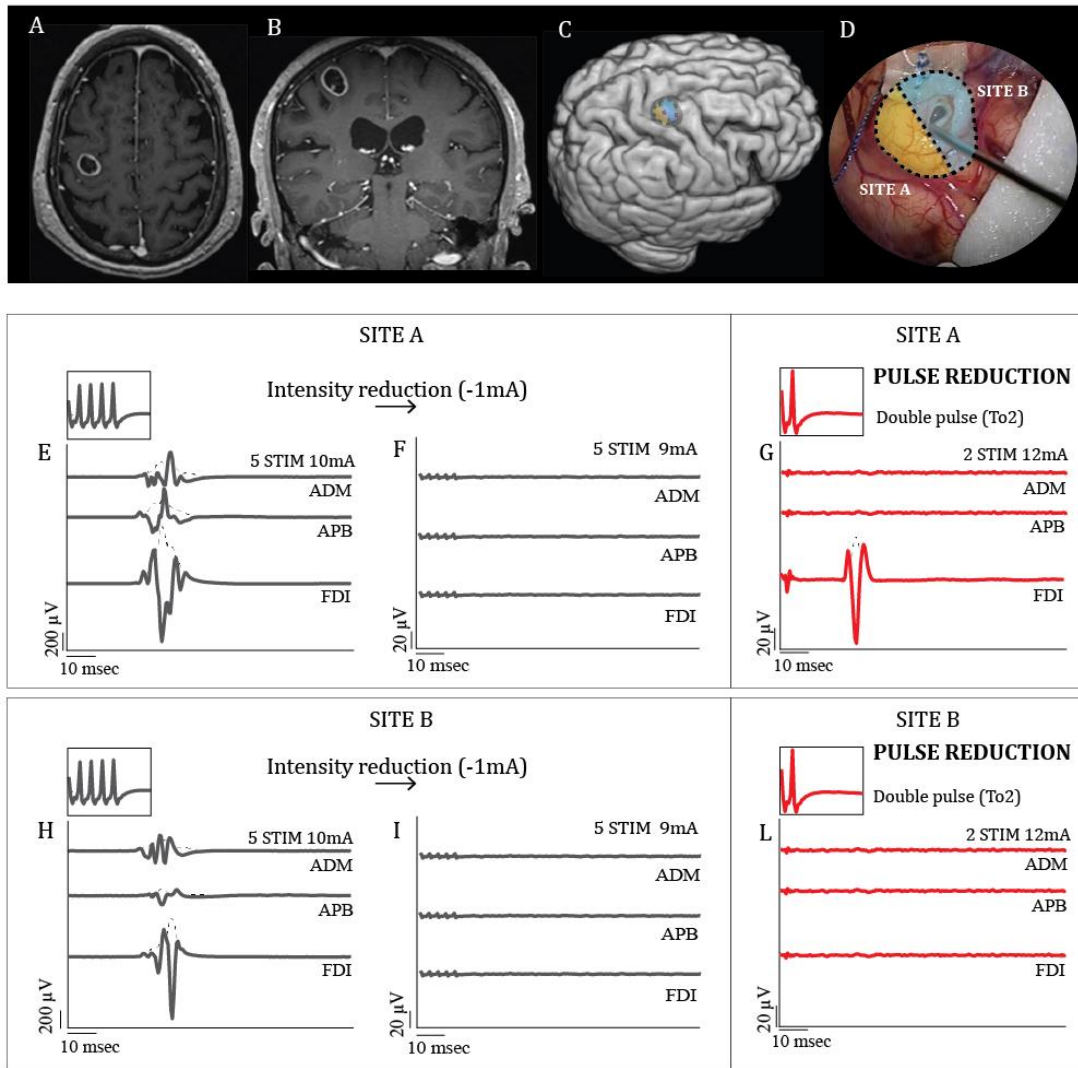 A
B
C
D
SITE B
SITE A
SITE A
Intensity reduction (-1mA)
E
5 STIM 10mA
ADM
APB
FDI
200 µV
10 msec
F
5 STIM 9mA
ADM
APB
FDI
20 µV
10 msec
SITE A
PULSE REDUCTION
Double pulse (To2)
G
2 STIM 12mA
ADM
APB
FDI
20 µV
10 msec
SITE B
Intensity reduction (-1mA)
H
5 STIM 10mA
ADM
APB
FDI
200 µV
10 msec
I
5 STIM 9mA
ADM
APB
FDI
20 µV
10 msec
SITE B
PULSE REDUCTION
Double pulse (To2)
L
2 STIM 12mA
ADM
APB
FDI
20 µV
10 msec